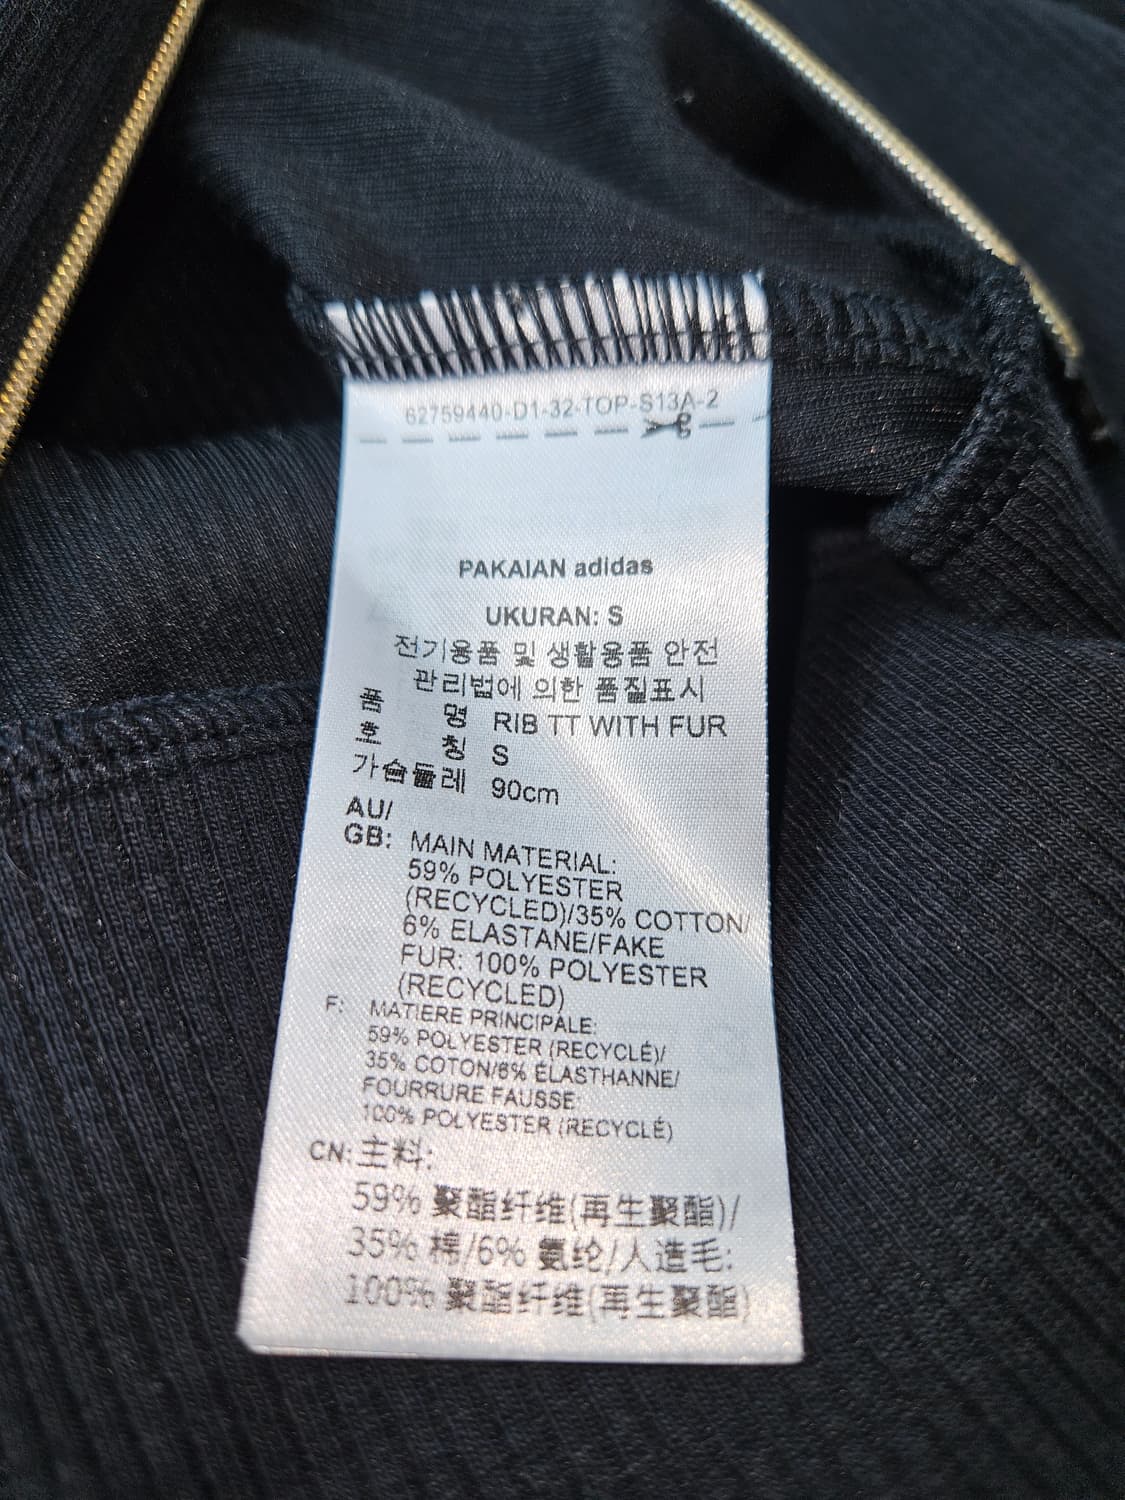 62759440-D1-32-TOP-S13A-2
PAKAIAN adidas
UKURAN: S
전기용품 및 생활용품 안전
관리법에 의한 품질표시
품 명 RIB TT WITH FUR
호 칭 S
가슴둘레 90cm
AU/
GB: MAIN MATERIAL:
59% POLYESTER
(RECYCLED)/35% COTTON/
6% ELASTANE/FAKE
FUR: 100% POLYESTER
(RECYCLED)
F: MATIÈRE PRINCIPALE:
59% POLYESTER (RECYCLÉ)/
35% COTON/6% ÉLASTHANNE/
FOURRURE FAUSSE:
100% POLYESTER (RECYCLÉ)
CN: 主料:
59% 聚酯纤维(再生聚酯)/
35% 棉/6% 氨纶/人造毛:
100% 聚酯纤维(再生聚酯)